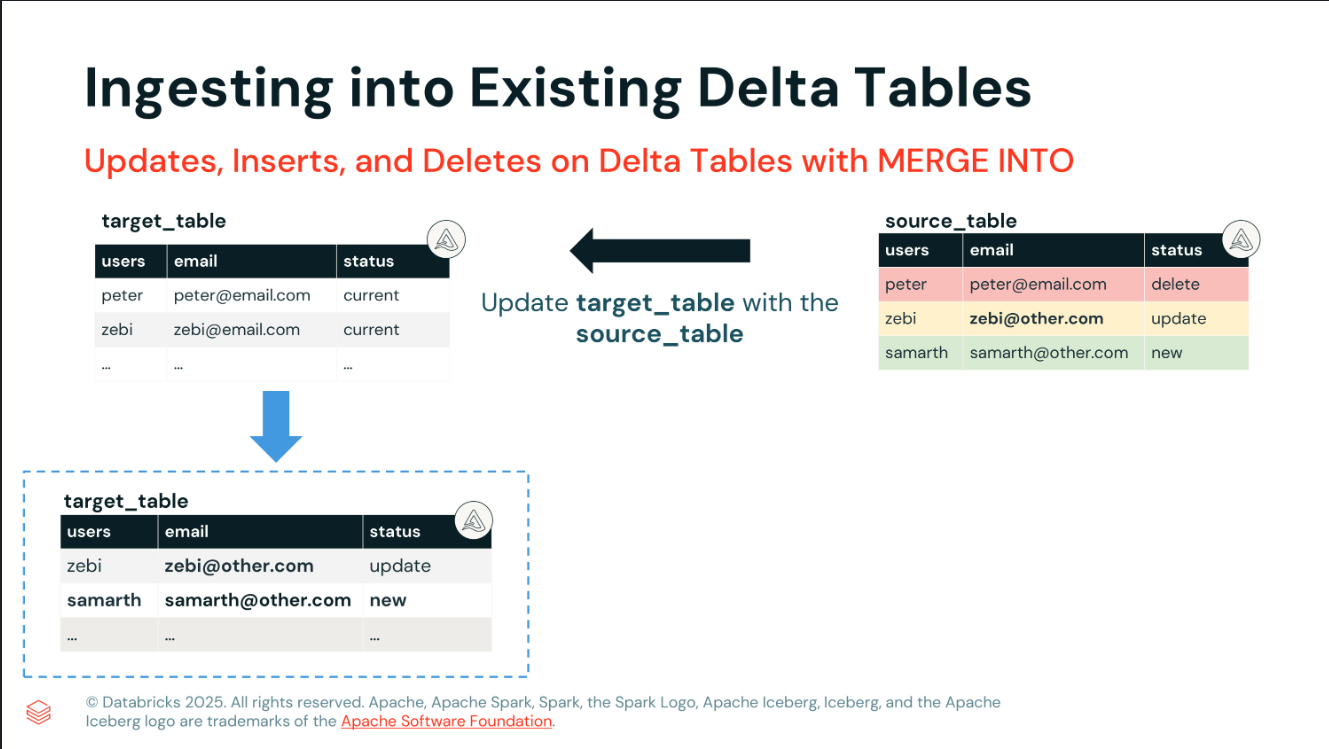 Ingesting into Existing Delta Tables
Updates, Inserts, and Deletes on Delta Tables with MERGE INTO
target_table
users email status
peter peter@email.com current
zebi zebi@email.com current
... ... ...
Update target_table with the
source_table
source_table
users email status
peter peter@email.com delete
zebi zebi@other.com update
samarth samarth@other.com new
target_table
users email status
zebi zebi@other.com update
samarth samarth@other.com new
... ... ...
© Databricks 2025. All rights reserved. Apache, Apache Spark, Spark, the Spark Logo, Apache Iceberg, Iceberg, and the Apache
Iceberg logo are trademarks of the Apache Software Foundation.